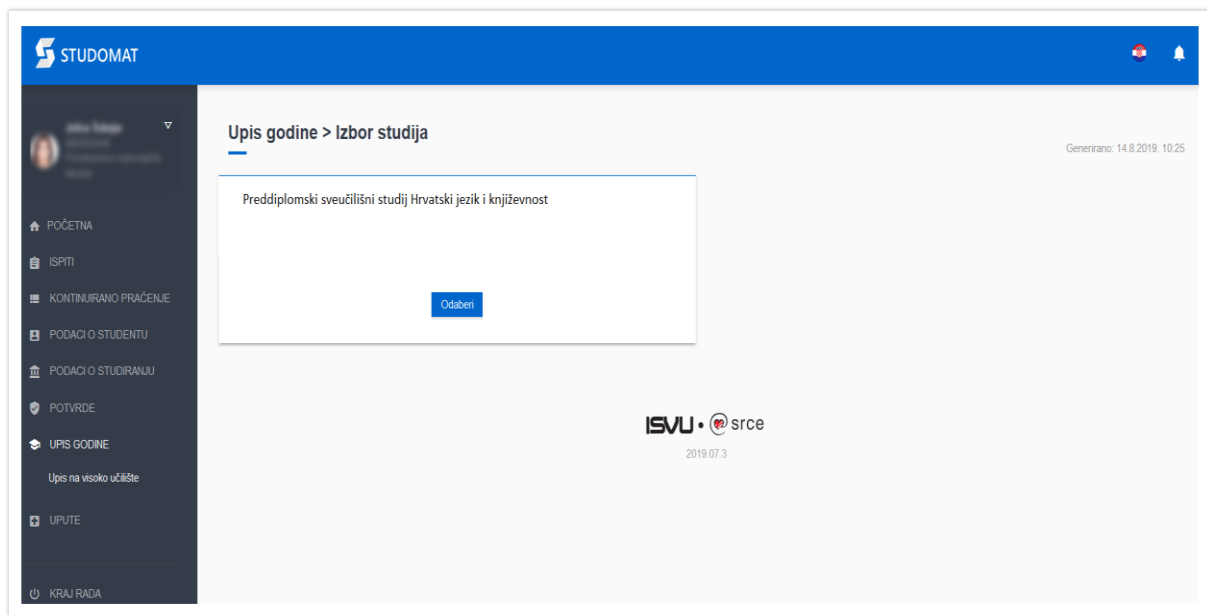 STUDOMAT
Upis godine > Izbor studija
Generirano: 14.8.2019. 10:25
Preddiplomski sveučilišni studij Hrvatski jezik i književnost
Odaberi
POČETNA
ISPITI
KONTINUIRANO PRAĆENJE
PODACI O STUDENTU
PODACI O STUDIRANJU
POTVRDE
UPIS GODINE
Upis na visoko učilište
UPUTE
KRAJ RADA
ISVU • srce
2019.07.3